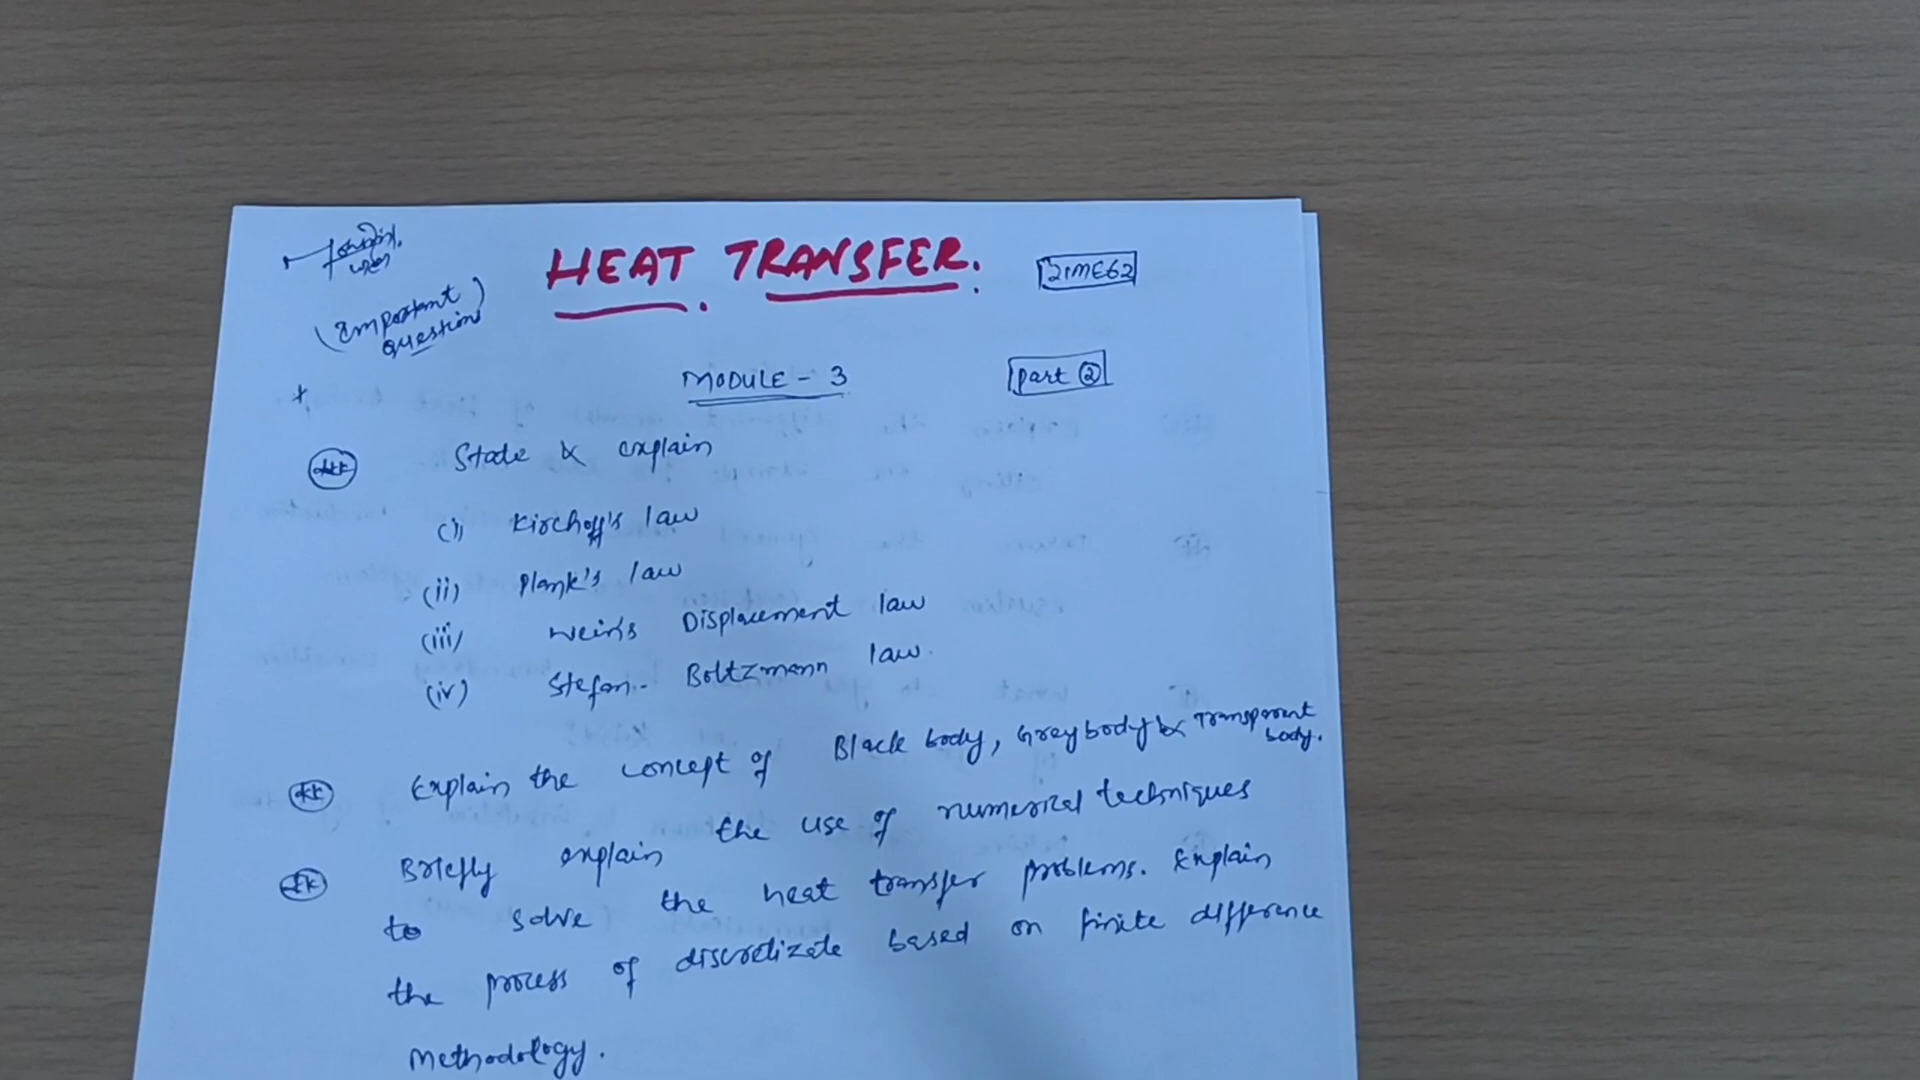 HEAT TRANSFER.
21ME62
(Important
question)
MODULE - 3
Part ②
State & explain
(i) Kirchoff's law
(ii) Plank's law
(iii) Wein's Displacement law
(iv) Stefan - Boltzmann law.
Explain the concept of Black body, Grey body & Transparent
body.
Briefly explain the use of numerical techniques
to solve the heat transfer problems. Explain
the process of discretizate based on finite difference
Methodology.